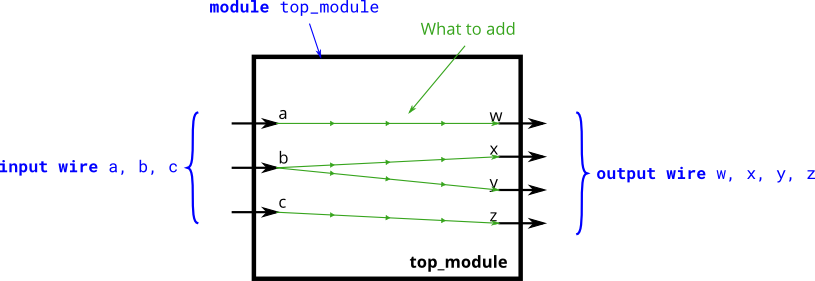 module top_module
What to add
a
w
b
x
input wire a, b, c
output wire w, x, y, z
y
c
z
top_module